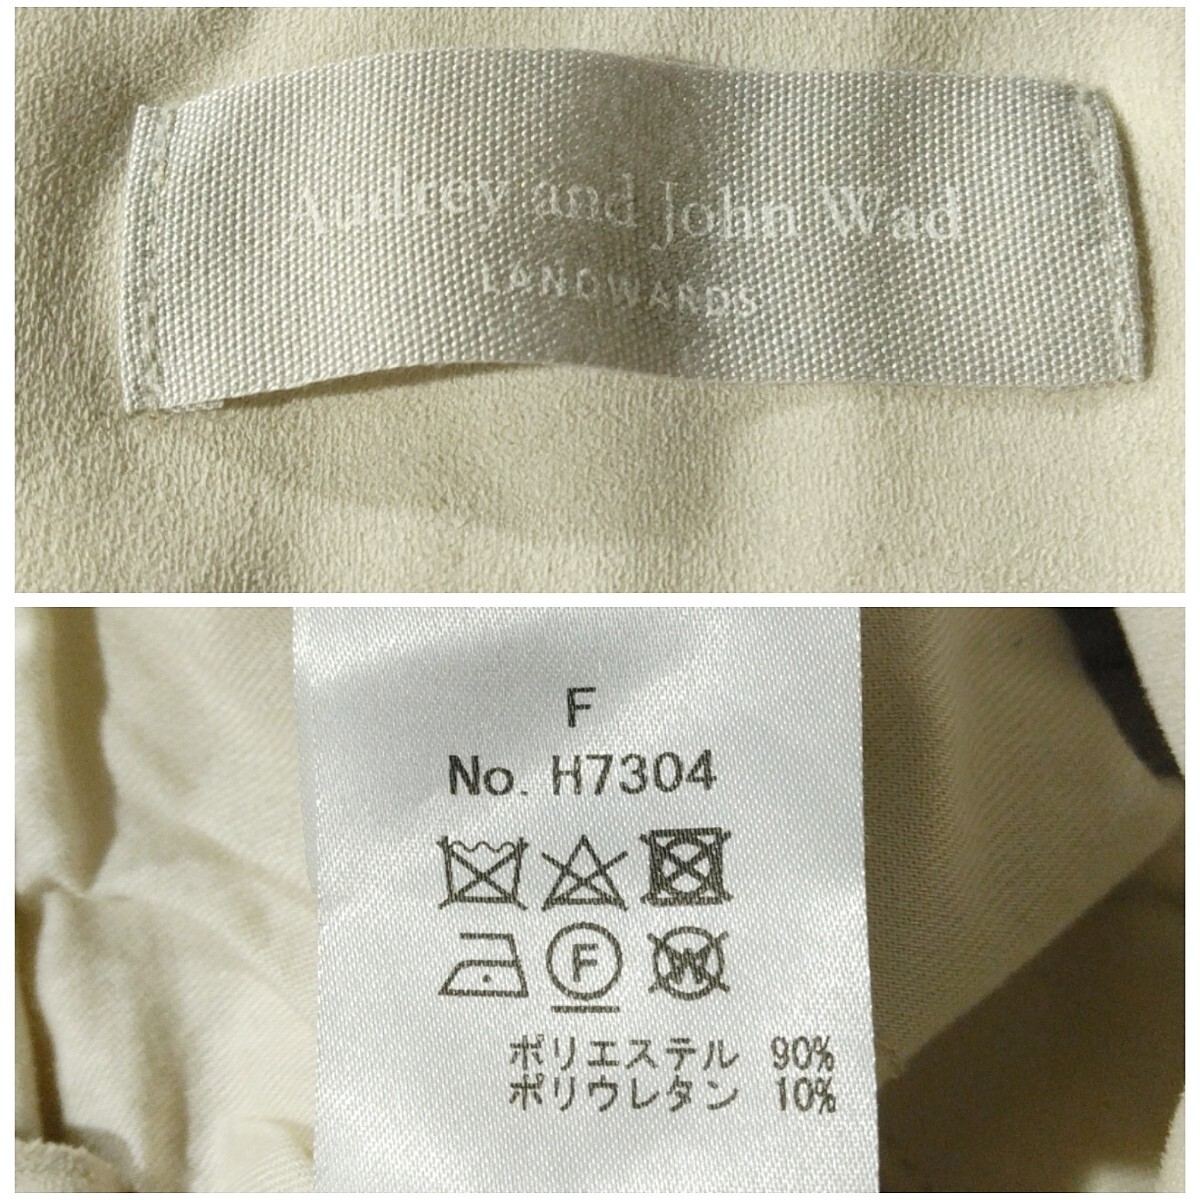 Audrey and John Wad
LANDWARDS
F
No. H7304
F
W
ポリエステル 90%
ポリウレタン 10%